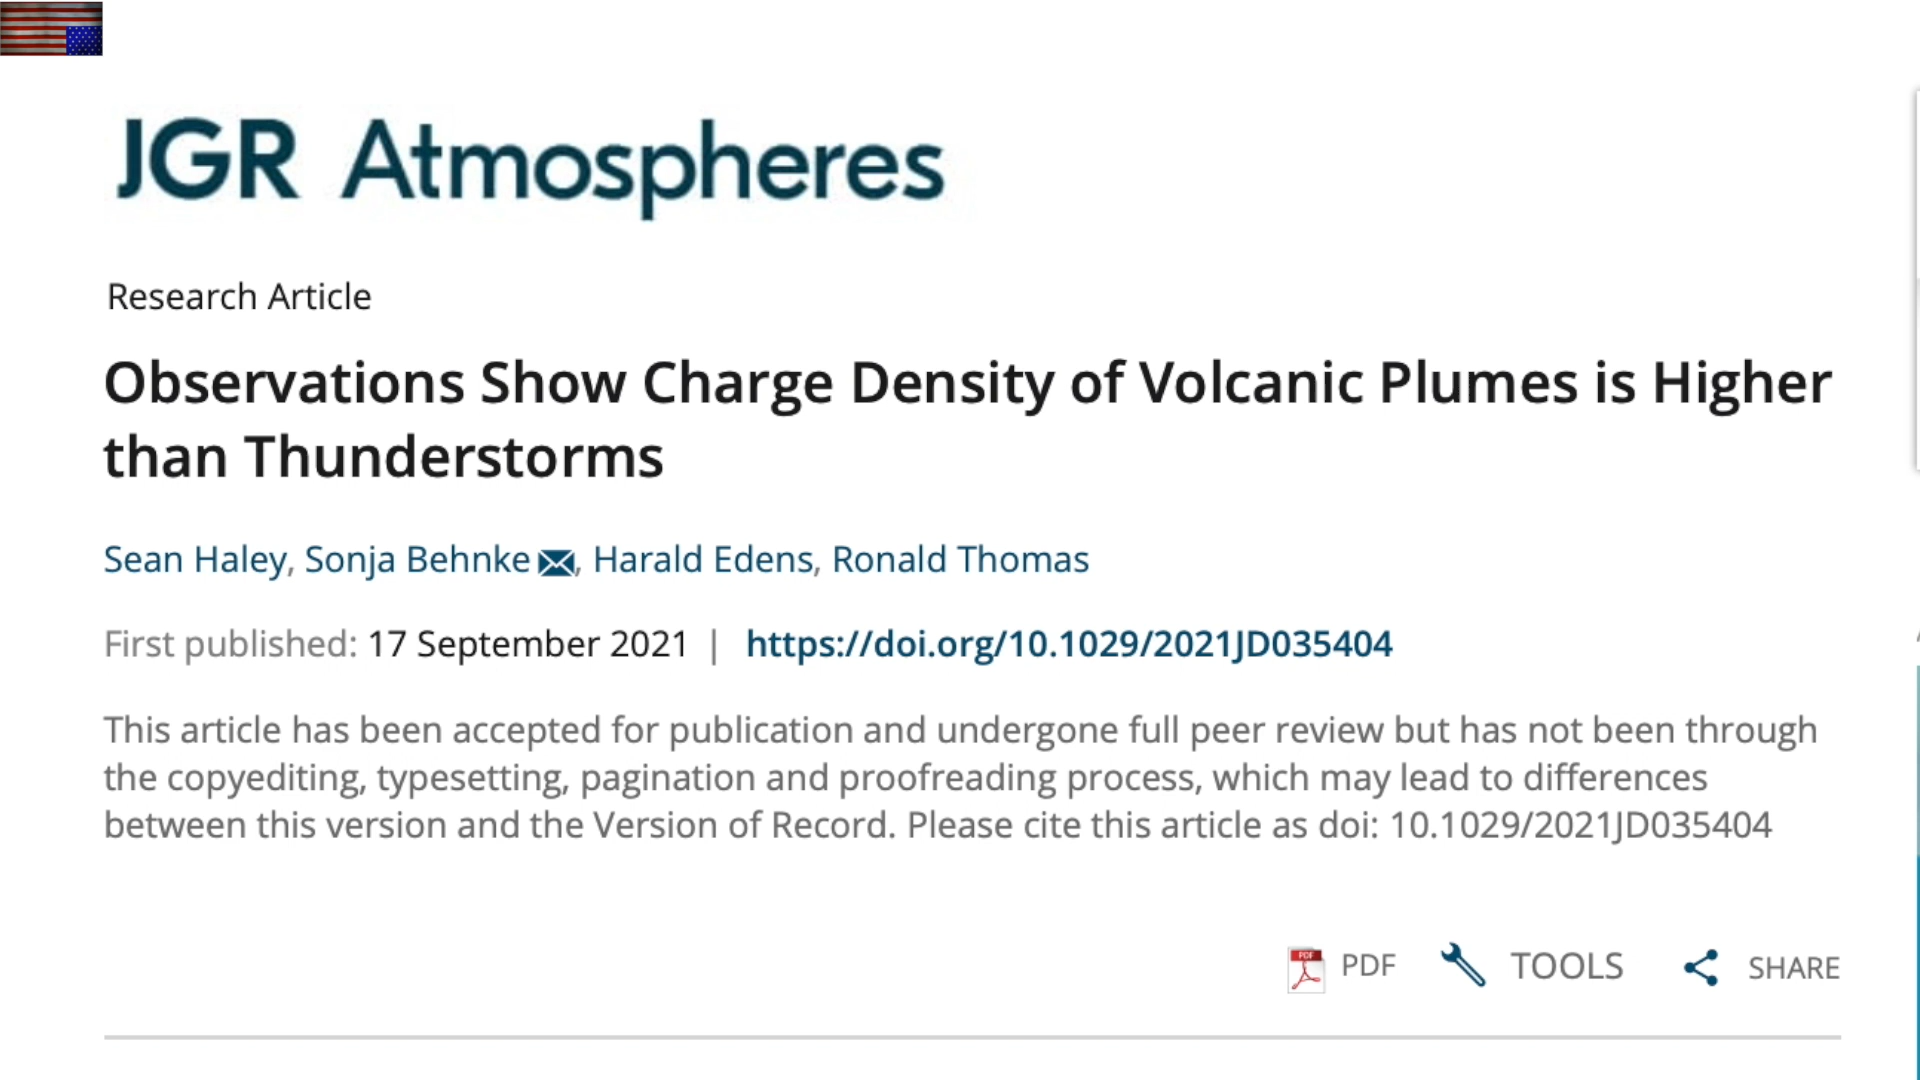 JGR Atmospheres
Research Article
Observations Show Charge Density of Volcanic Plumes is Higher
than Thunderstorms
Sean Haley, Sonja Behnke, Harald Edens, Ronald Thomas
First published: 17 September 2021 | https://doi.org/10.1029/2021JD035404
This article has been accepted for publication and undergone full peer review but has not been through
the copyediting, typesetting, pagination and proofreading process, which may lead to differences
between this version and the Version of Record. Please cite this article as doi: 10.1029/2021JD035404
PDF PDF TOOLS SHARE